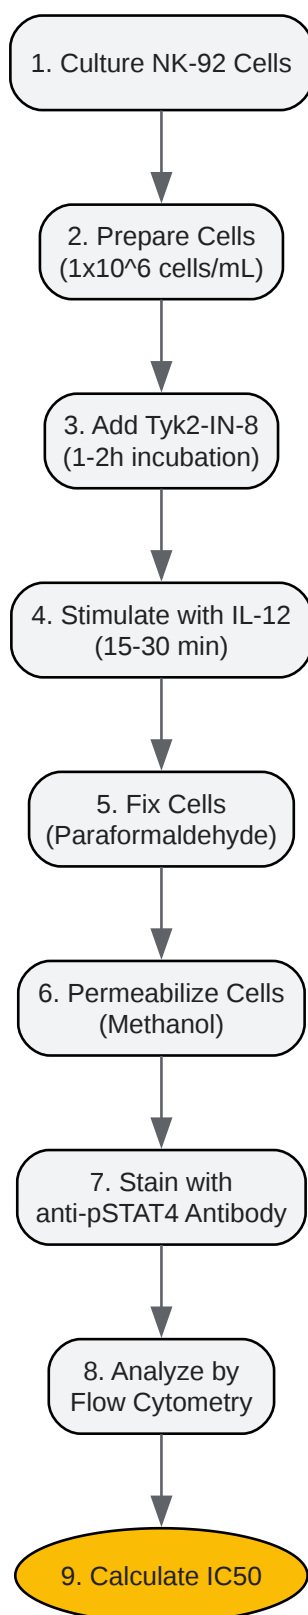 1. Culture NK-92 Cells
2. Prepare Cells
(1x10^6 cells/mL)
3. Add Tyk2-IN-8
(1-2h incubation)
4. Stimulate with IL-12
(15-30 min)
5. Fix Cells
(Paraformaldehyde)
6. Permeabilize Cells
(Methanol)
7. Stain with
anti-pSTAT4 Antibody
8. Analyze by
Flow Cytometry
9. Calculate IC50